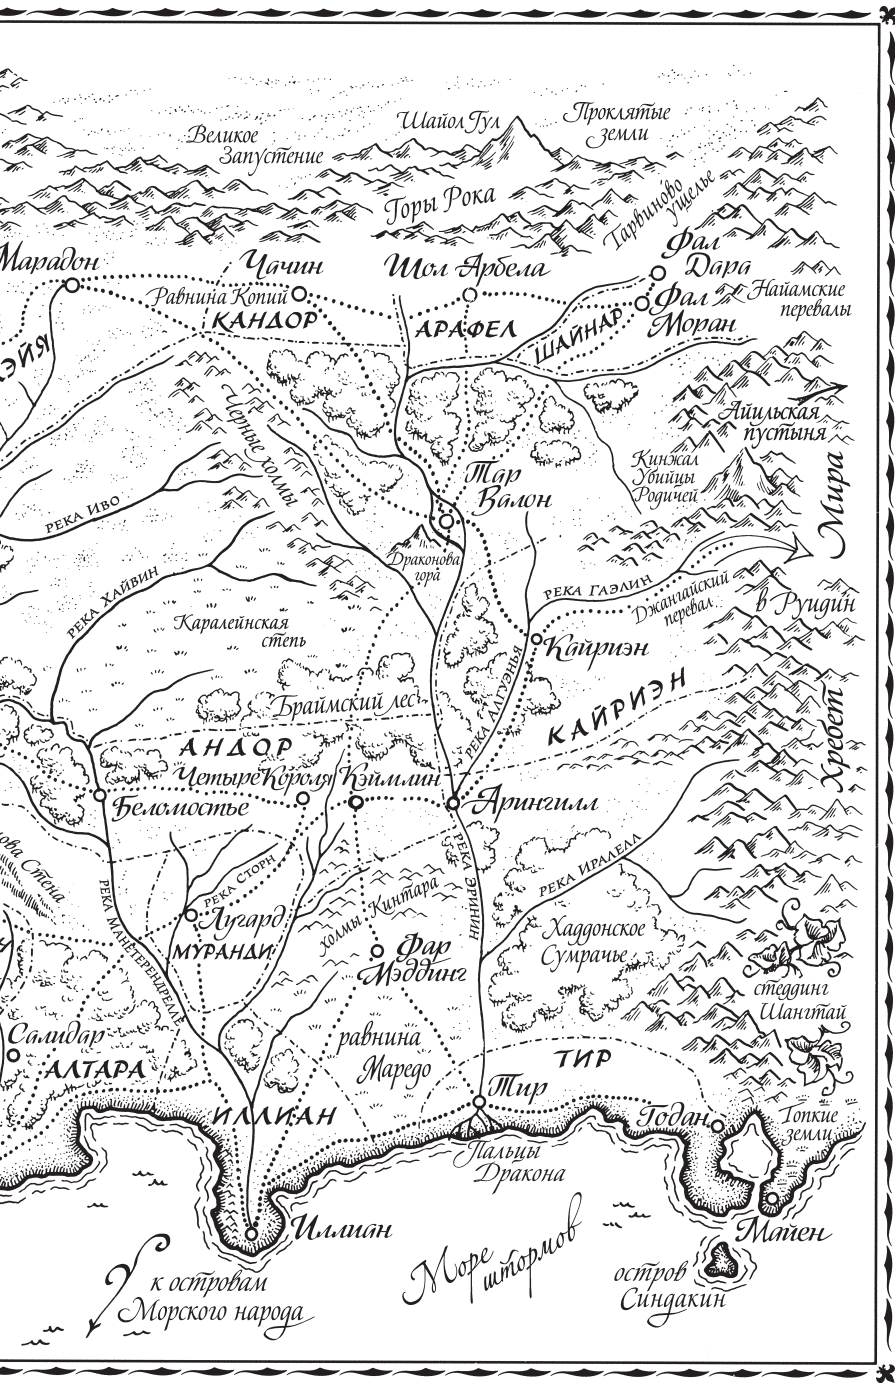 Великое
Запустение
Шайол Гул
Проклятые
земли
Горы Рока
Тарвиново
ущелье
Марадон
Чачин
Шол Арбела
Фал
Дара
Равнина Копий
КАНДОР
АРАФЕЛ
ШАЙНАР
Фал
Моран
Найамские
перевалы
Черные холмы
Айильская
пустыня
Кинжал
Убийцы
Родичей
Тар
Валон
РЕКА ИВО
Драконова
гора
РЕКА ХАЙВИН
РЕКА ГАЭЛИН
Джангайский
перевал
в Руидин
Хребет Мира
Каралейнская
степь
Кайриэн
КАЙРИЭН
РЕКА АЛГУЭНЬЯ
Браймский лес
АНДОР
Четыре Короля
Кэймлин
Беломостье
Арингилл
РЕКА ЭРИНИН
РЕКА ИРАЛЕЛЛ
Стена
РЕКА СТОРН
Лугард
МУРАНДИ
РЕКА МАНЕТЕРЕНДРЕЛЛЕ
холмы Кинтара
Фар
Мэддинг
Хаддонское
Сумрачье
стеддинг
Шангтай
Салидар
АЛТАРА
равнина
Маредо
ТИР
Тир
ИЛЛИАН
Годан
Топкие
земли
Пальцы
Дракона
Иллиан
Майен
Море
штормов
остров
Синдакин
к островам
Морского народа